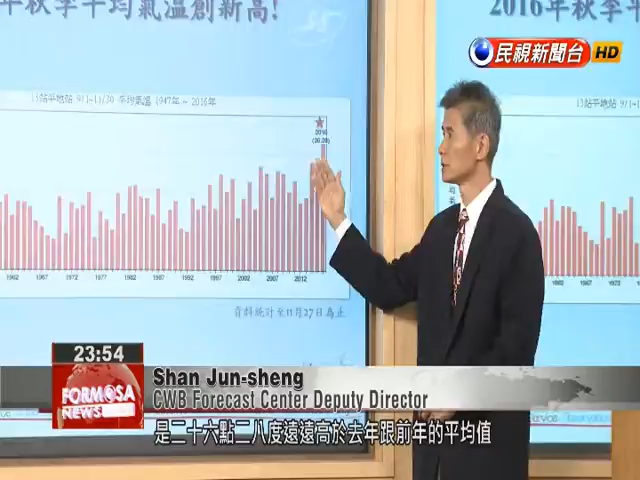 年秋季平均氣溫創新高!
2016年秋季平
民視新聞台 HD
13站平地站 9/1~11/30 平均氣溫 1947年 ~ 2016年
13站平地站 9/1~1
2016
(26.28)
1962 1967 1972 1977 1982 1987 1992 1997 2002 2007 2012
資料統計至11月27日為止
23:54
FORMOSA
NEWS
Shan Jun-sheng
CWB Forecast Center Deputy Director
是二十六點二八度遠遠高於去年跟前年的平均值